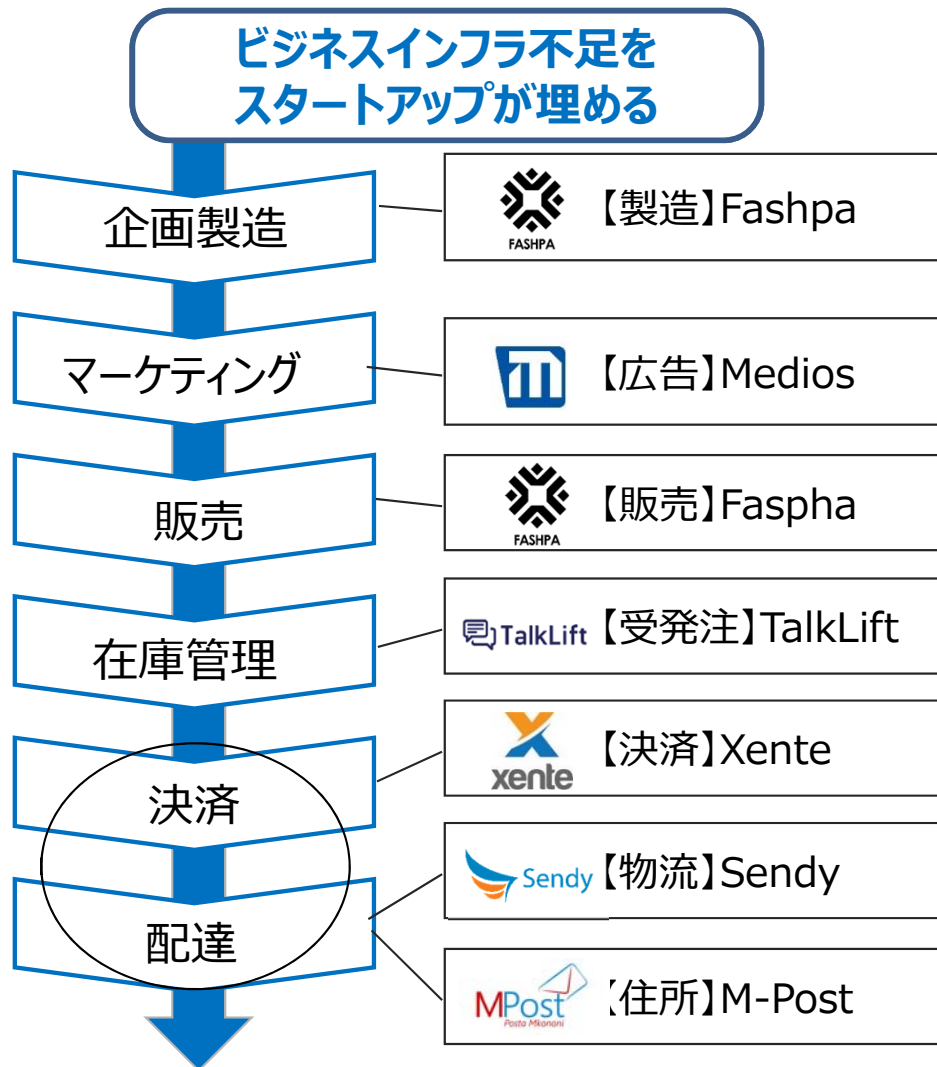 ビジネスインフラ不足を
スタートアップが埋める
企画製造
FASHPA
【製造】Fashpa
マーケティング
【広告】Medios
販売
FASHPA
【販売】Faspha
在庫管理
TalkLift
【受発注】TalkLift
決済
xente
【決済】Xente
配達
Sendy
【物流】Sendy
MPost
Posta Mkononi
【住所】M-Post